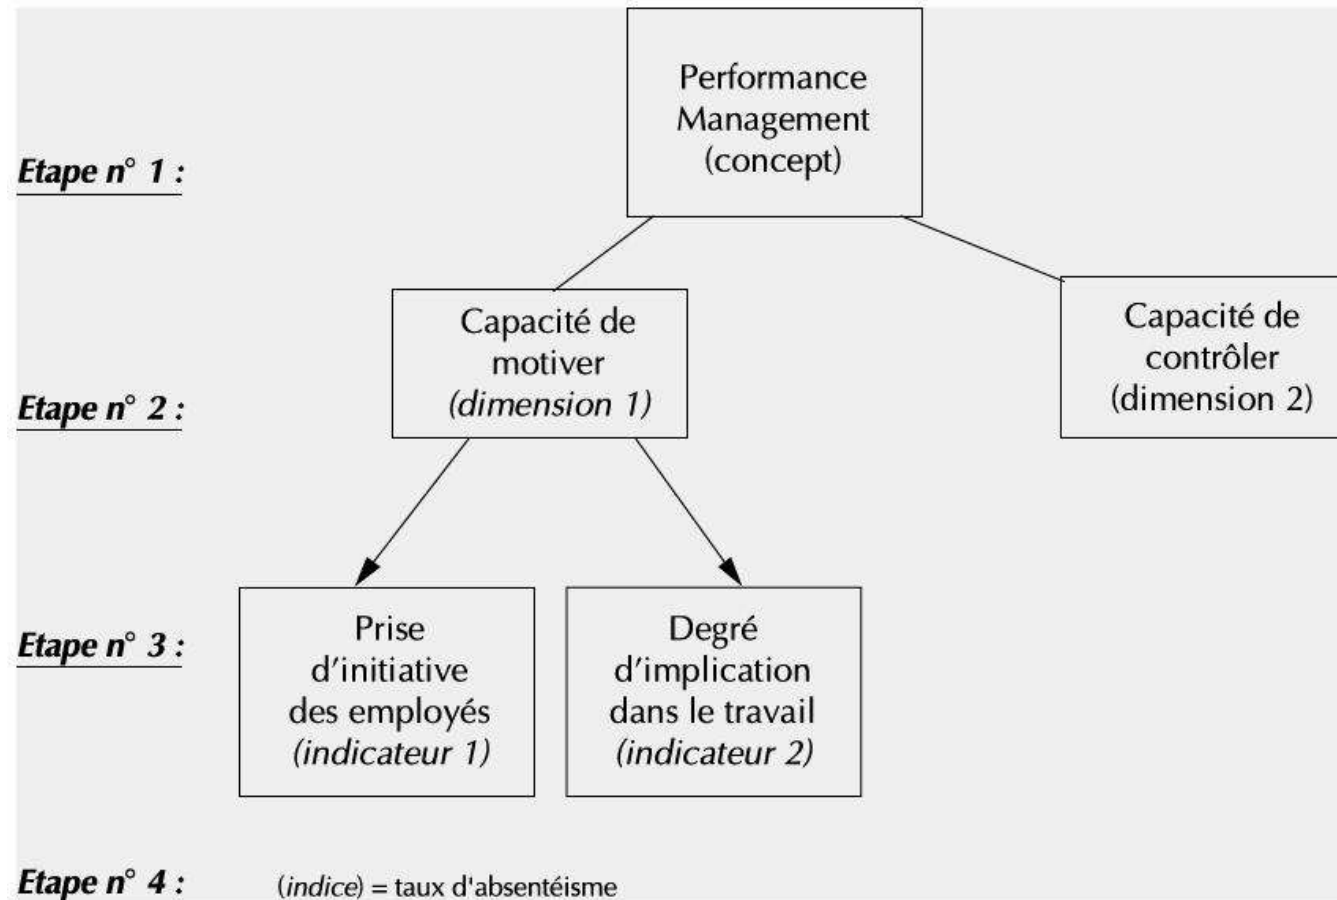 Performance
Management
(concept)
Etape n° 1 :
Capacité de
motiver
(dimension 1)
Capacité de
contrôler
(dimension 2)
Etape n° 2 :
Prise
d'initiative
des employés
(indicateur 1)
Degré
d'implication
dans le travail
(indicateur 2)
Etape n° 3 :
Etape n° 4 :
(indice) = taux d'absentéisme